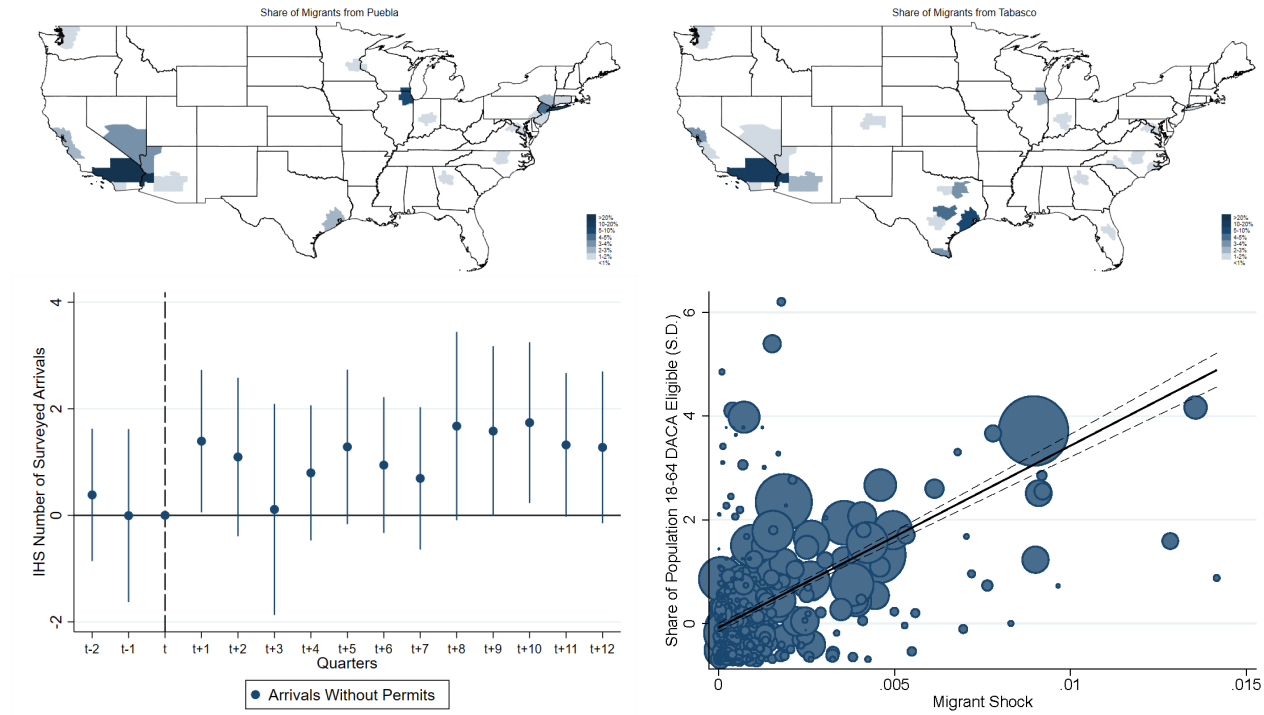 Share of Migrants from Puebla
>20%
10-20%
5-10%
4-5%
3-4%
2-3%
1-2%
<1%
Share of Migrants from Tabasco
>20%
10-20%
5-10%
4-5%
3-4%
2-3%
1-2%
<1%
IHS Number of Surveyed Arrivals
4
2
0
-2
t-2 t-1 t t+1 t+2 t+3 t+4 t+5 t+6 t+7 t+8 t+9 t+10 t+11 t+12
Quarters
Arrivals Without Permits
Share of Population 18-64 DACA Eligible (S.D.)
6
4
2
0
0 .005 .01 .015
Migrant Shock